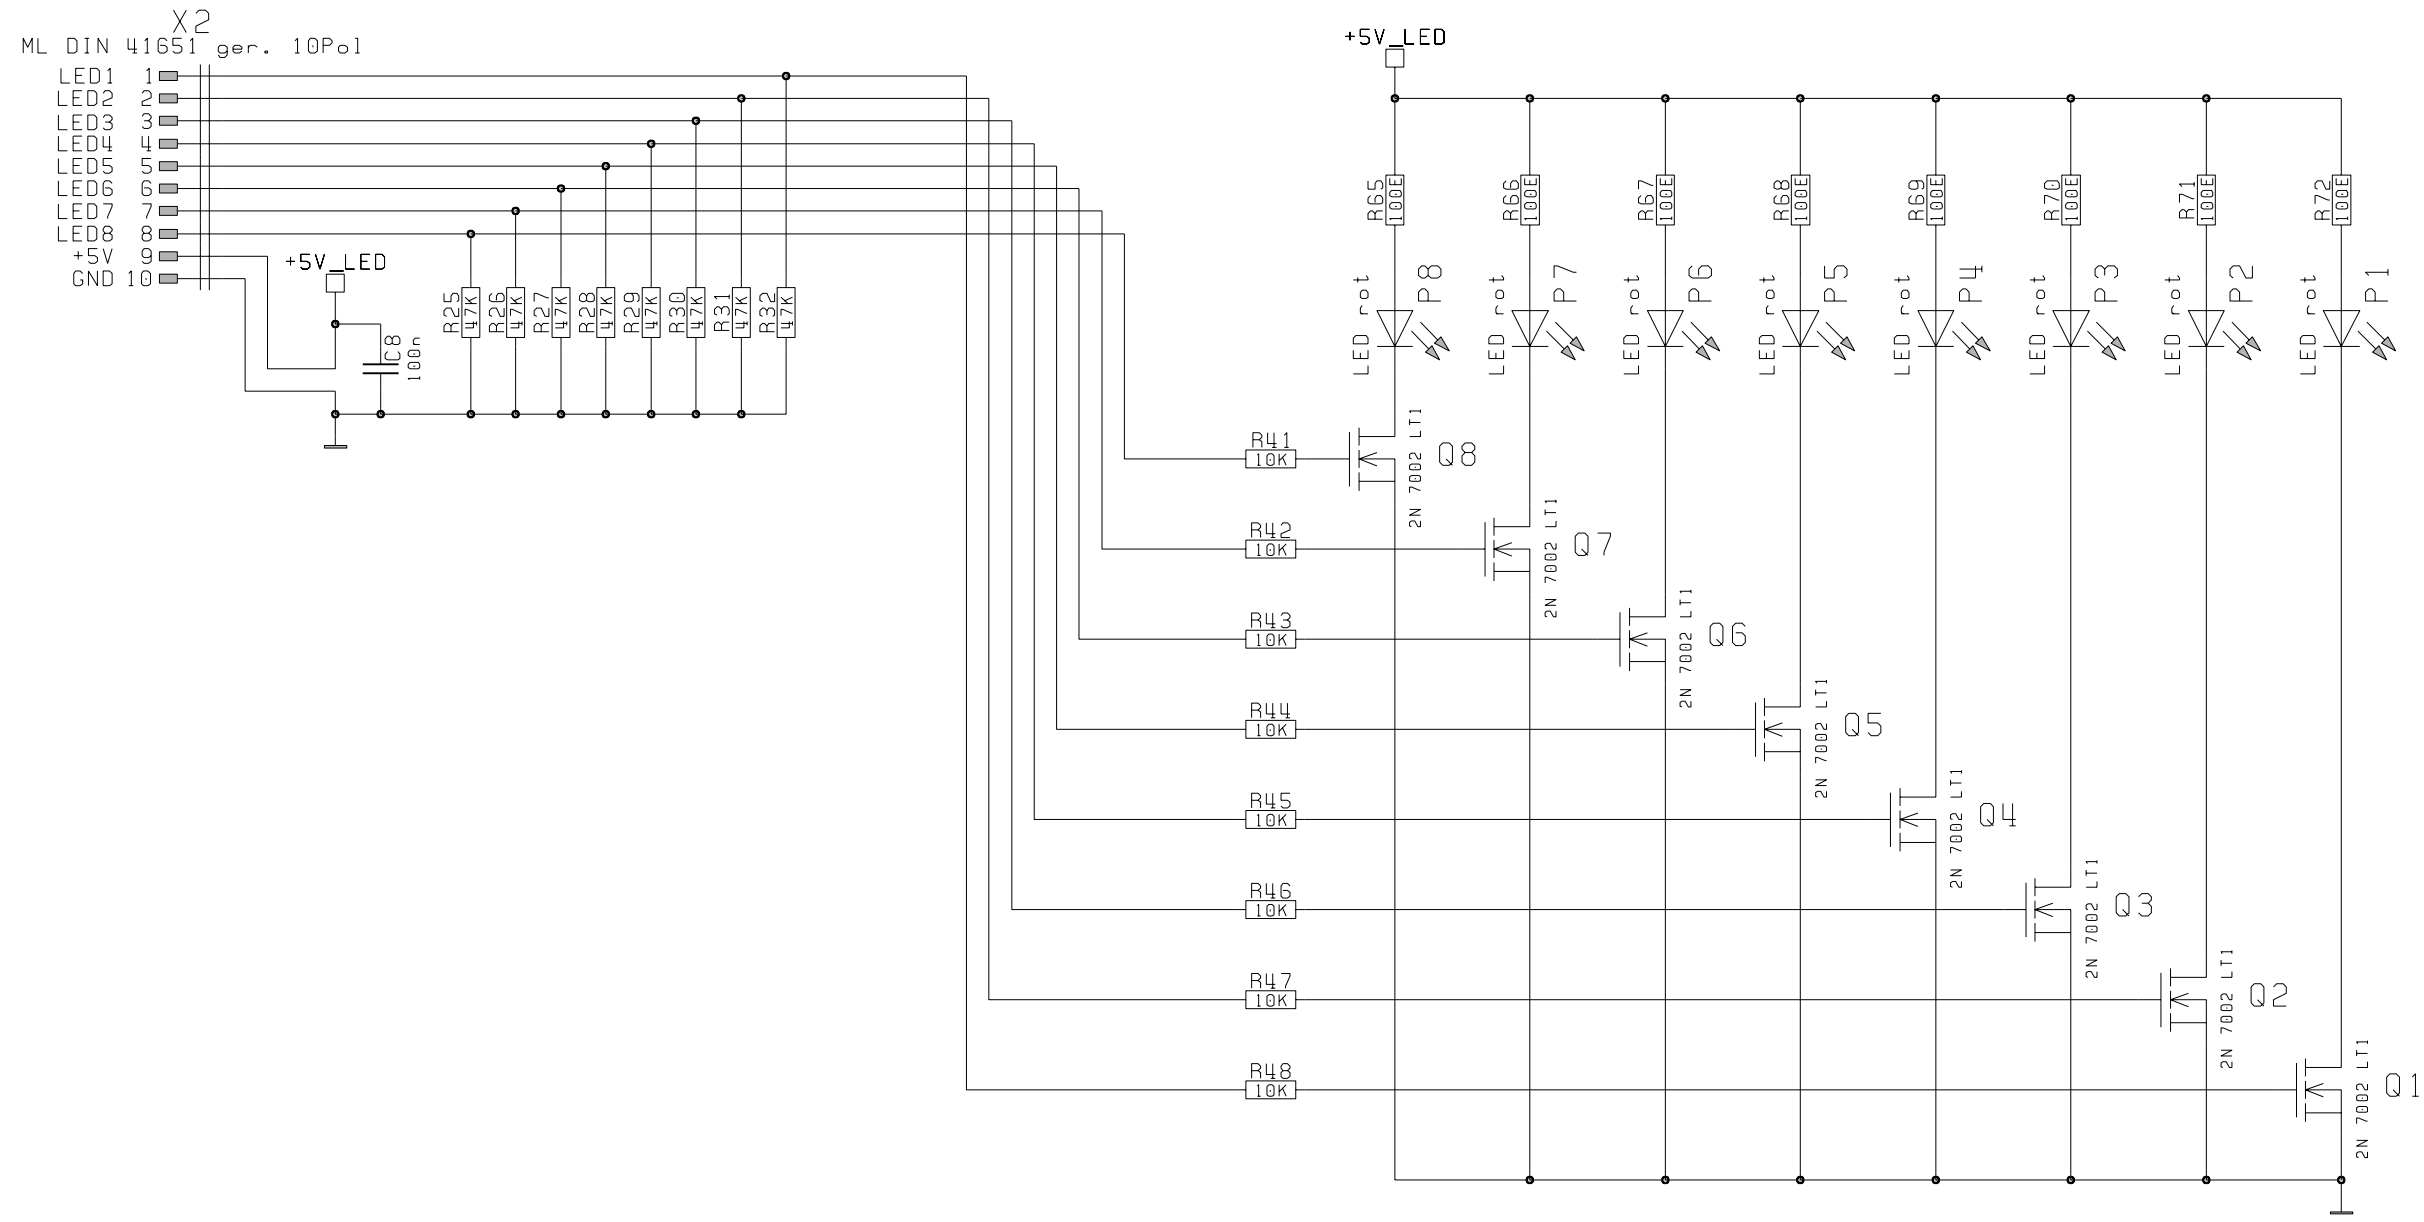 X2
ML DIN 41651 ger. 10Pol
LED1 1
LED2 2
LED3 3
LED4 4
LED5 5
LED6 6
LED7 7
LED8 8
+5V 9
GND 10
+5V_LED
C8
100n
R25
47K
R26
47K
R27
47K
R28
47K
R29
47K
R30
47K
R31
47K
R32
47K
+5V_LED
R65
100E
R66
100E
R67
100E
R68
100E
R69
100E
R70
100E
R71
100E
R72
100E
LED rot
P8
LED rot
P7
LED rot
P6
LED rot
P5
LED rot
P4
LED rot
P3
LED rot
P2
LED rot
P1
R41
10K
2N 7002 LT1
Q8
R42
10K
2N 7002 LT1
Q7
R43
10K
2N 7002 LT1
Q6
R44
10K
2N 7002 LT1
Q5
R45
10K
2N 7002 LT1
Q4
R46
10K
2N 7002 LT1
Q3
R47
10K
2N 7002 LT1
Q2
R48
10K
2N 7002 LT1
Q1